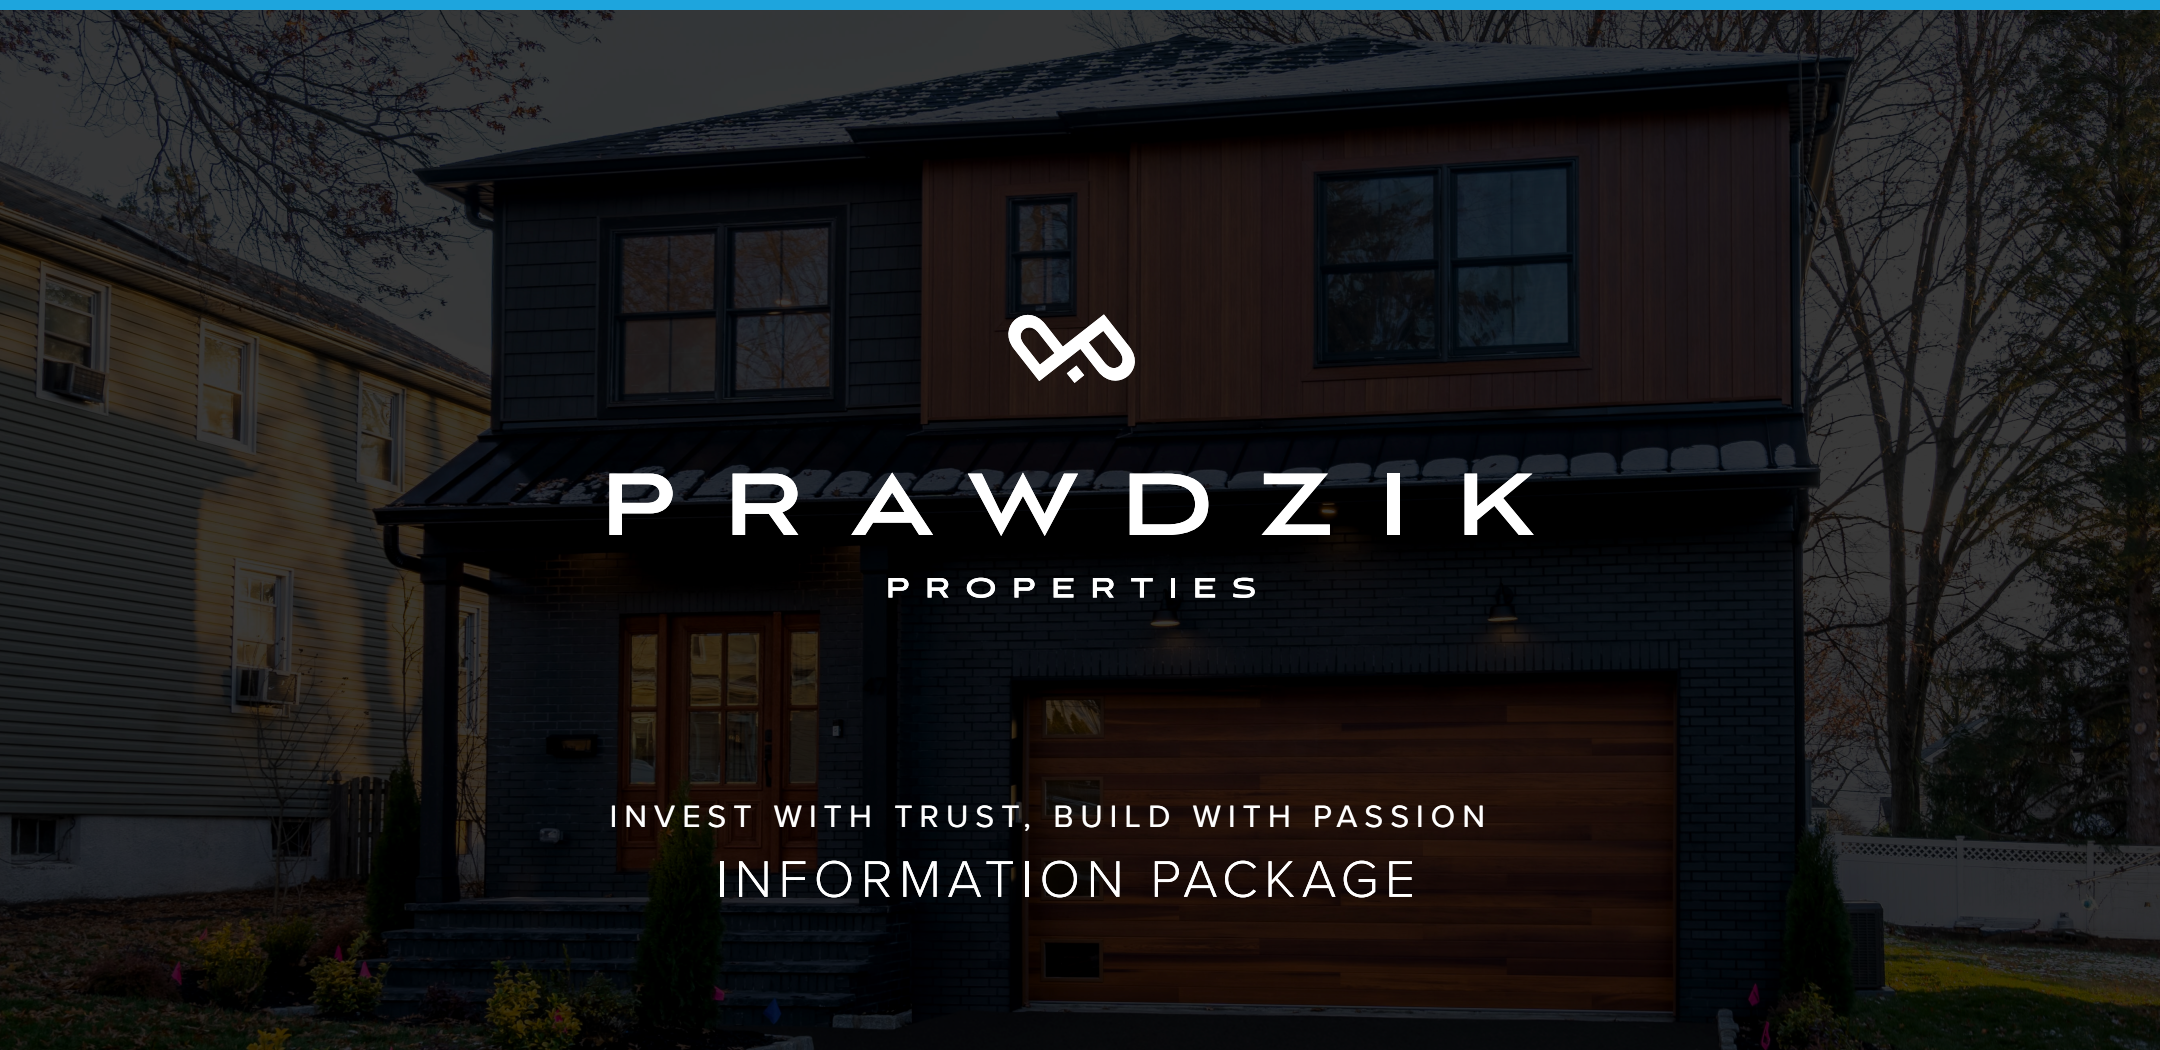 PRAWDZIK
PROPERTIES
INVEST WITH TRUST, BUILD WITH PASSION
INFORMATION PACKAGE